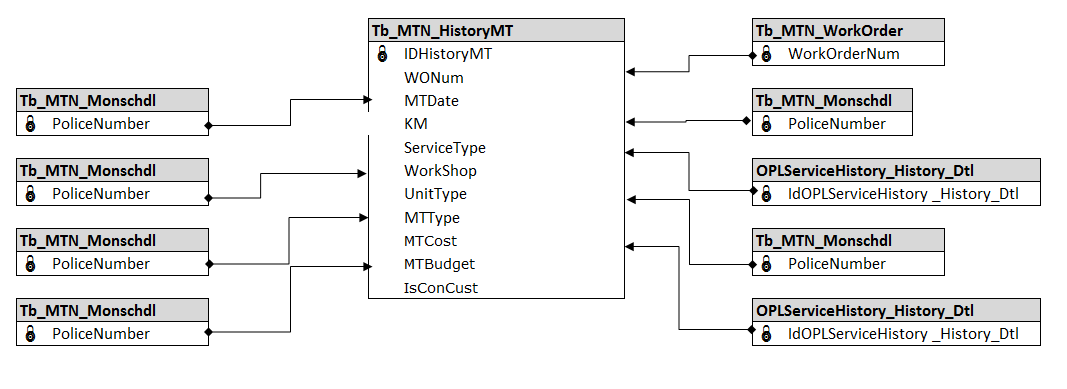 Tb_MTN_HistoryMT
IDHistoryMT
WONum
MTDate
KM
ServiceType
WorkShop
UnitType
MTType
MTCost
MTBudget
IsConCust
Tb_MTN_Monschdl
PoliceNumber
Tb_MTN_Monschdl
PoliceNumber
Tb_MTN_Monschdl
PoliceNumber
Tb_MTN_Monschdl
PoliceNumber
Tb_MTN_WorkOrder
WorkOrderNum
Tb_MTN_Monschdl
PoliceNumber
OPLServiceHistory_History_Dtl
IdOPLServiceHistory _History_Dtl
Tb_MTN_Monschdl
PoliceNumber
OPLServiceHistory_History_Dtl
IdOPLServiceHistory _History_Dtl